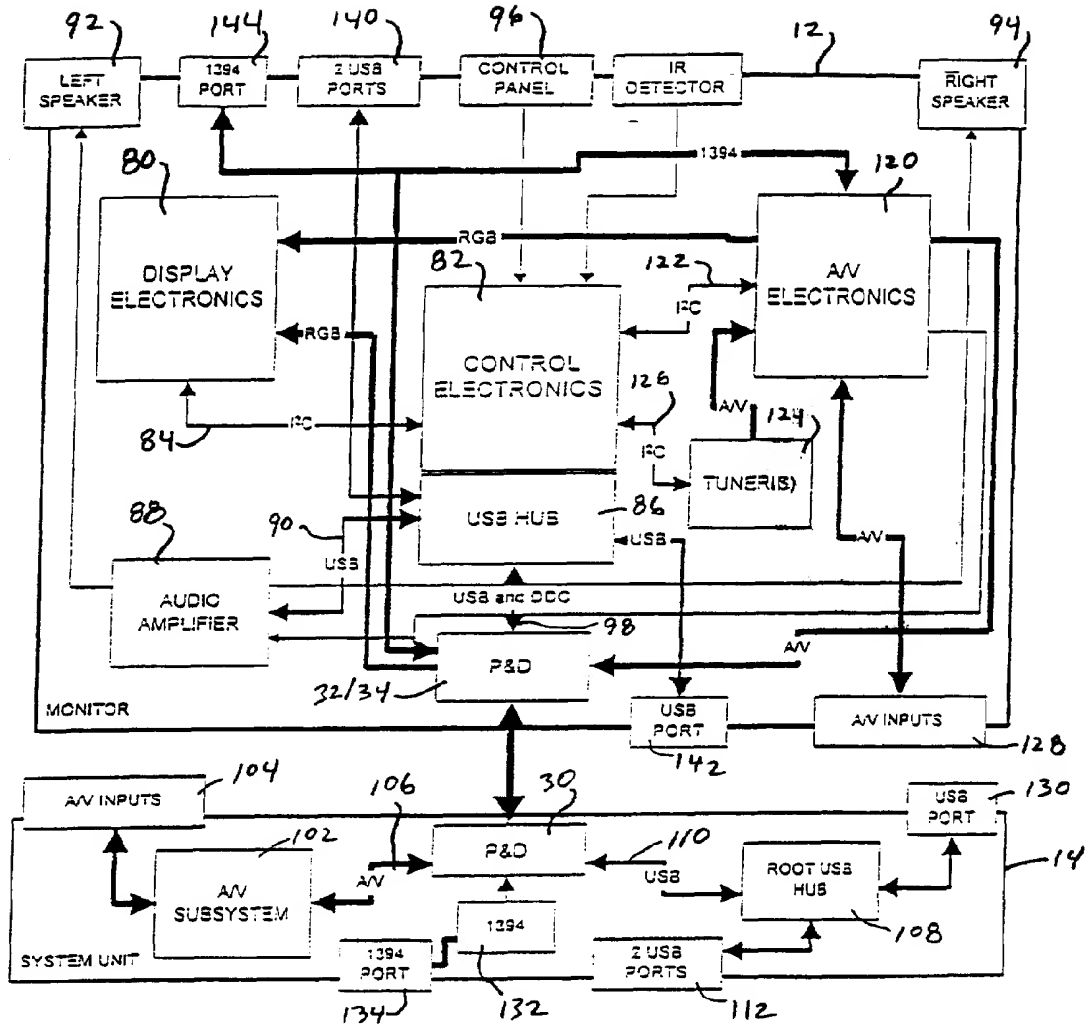 92
144
140
96
12
94
LEFT
SPEAKER
1394
PORT
2 USB
PORTS
CONTROL
PANEL
IR
DETECTOR
RIGHT
SPEAKER
1394
80
120
DISPLAY
ELECTRONICS
RGB
82
122
A/V
ELECTRONICS
I²C
RGB
CONTROL
ELECTRONICS
126
A/V
124
84
I²C
I²C
TUNER(S)
88
90
USB HUB
86
USB
A/V
USB
AUDIO
AMPLIFIER
USB and DDC
98
A/V
P&D
32/34
MONITOR
USB
PORT
142
A/V INPUTS
128
104
A/V INPUTS
106
30
USB
PORT
130
102
P&D
110
14
A/V
SUBSYSTEM
A/V
USB
ROOT USB
HUB
108
1394
SYSTEM UNIT
1394
PORT
134
132
2 USB
PORTS
112